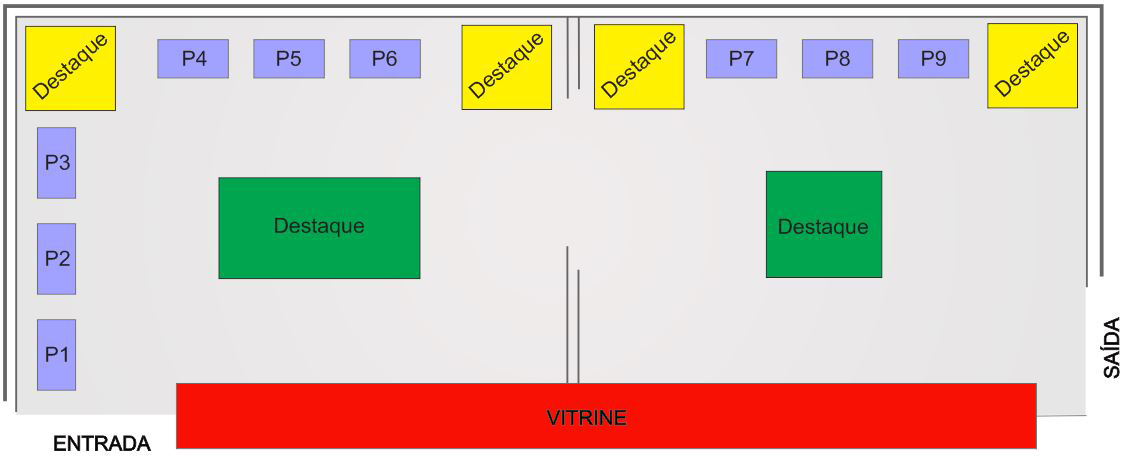 Destaque
P4
P5
P6
Destaque
Destaque
P7
P8
P9
Destaque
P3
P2
P1
Destaque
Destaque
SAÍDA
VITRINE
ENTRADA